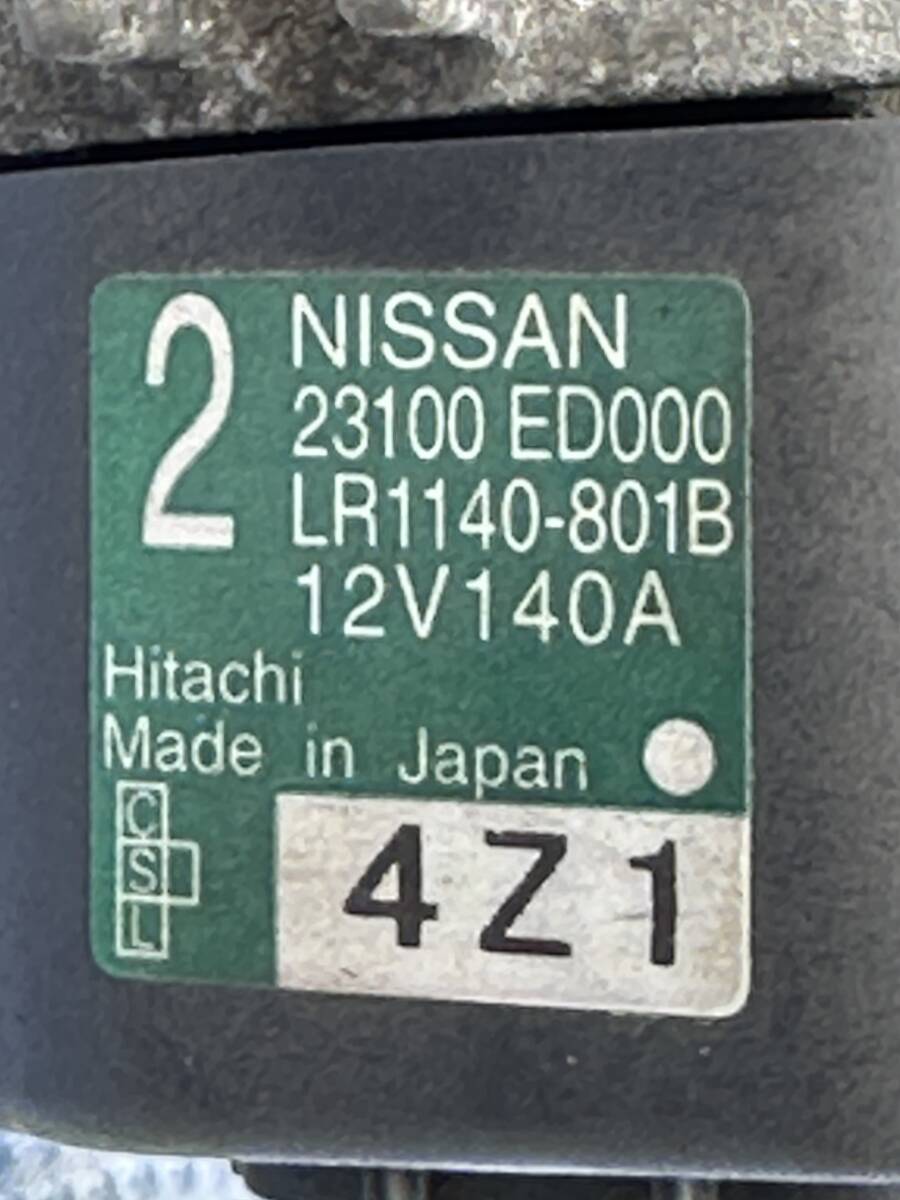 2
NISSAN
23100 ED000
LR1140-801B
12V140A
Hitachi
Made in Japan
C
S
L
4Z1